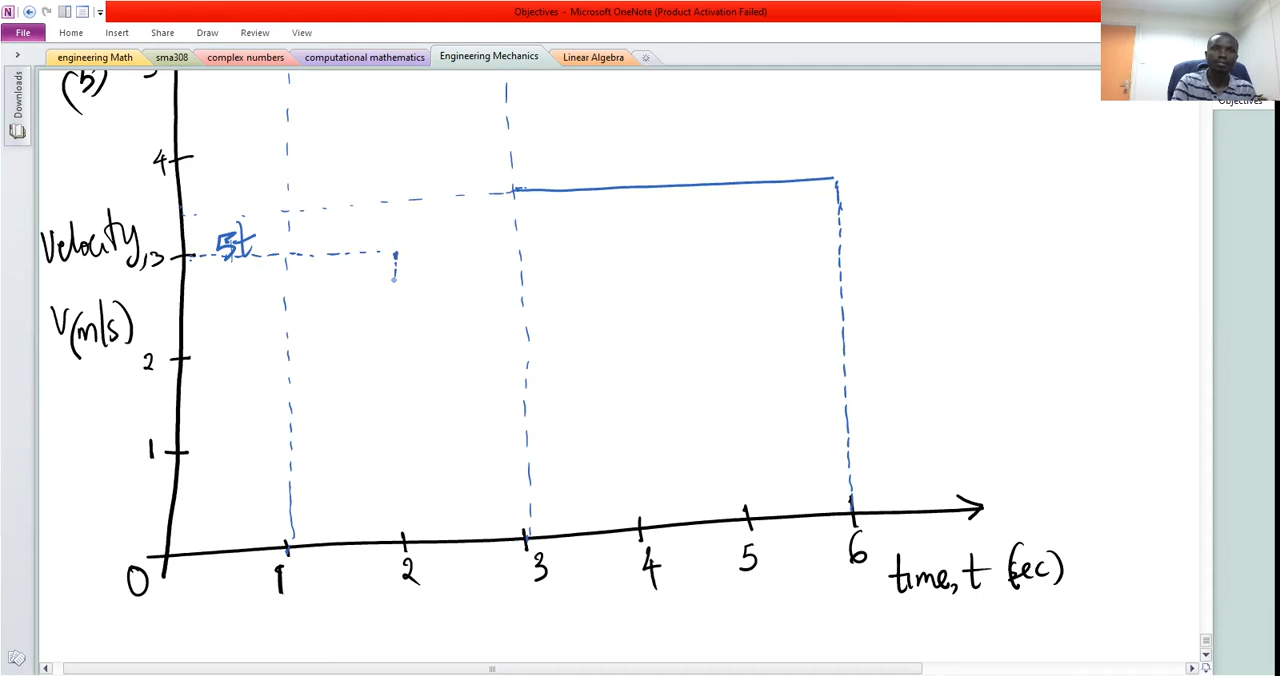 Objectives - Microsoft OneNote (Product Activation Failed)
File Home Insert Share Draw Review View
engineering Math sma308 complex numbers computational mathematics Engineering Mechanics Linear Algebra
Downloads
Objectives
(5)
4
5t
Velocity, 3
V(m/s)
2
1
0 1 2 3 4 5 6
time, t (sec)